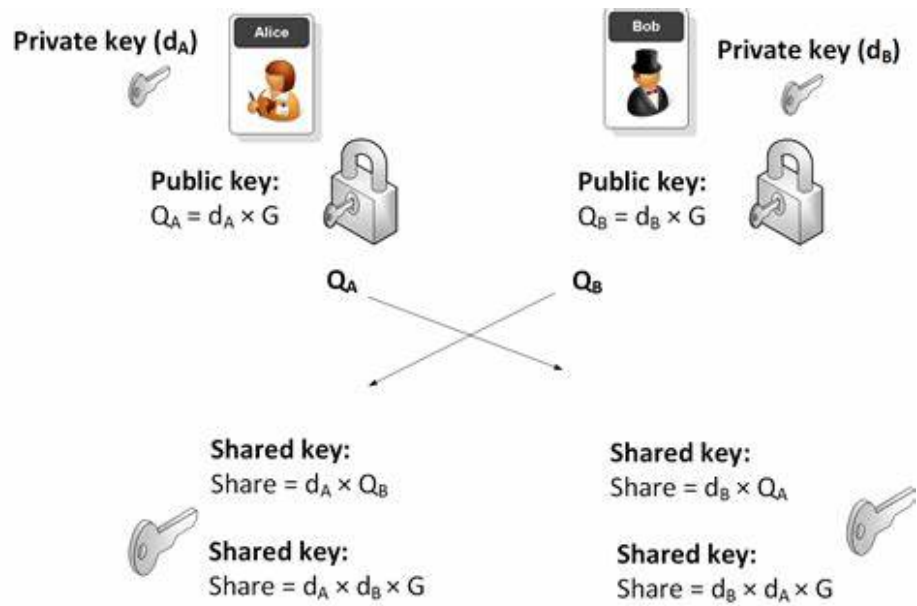 Alice
Bob
Private key (dA)
Private key (dB)
Public key:
QA = dA × G
Public key:
QB = dB × G
QA
QB
Shared key:
Share = dA × QB
Shared key:
Share = dB × QA
Shared key:
Share = dA × dB × G
Shared key:
Share = dB × dA × G